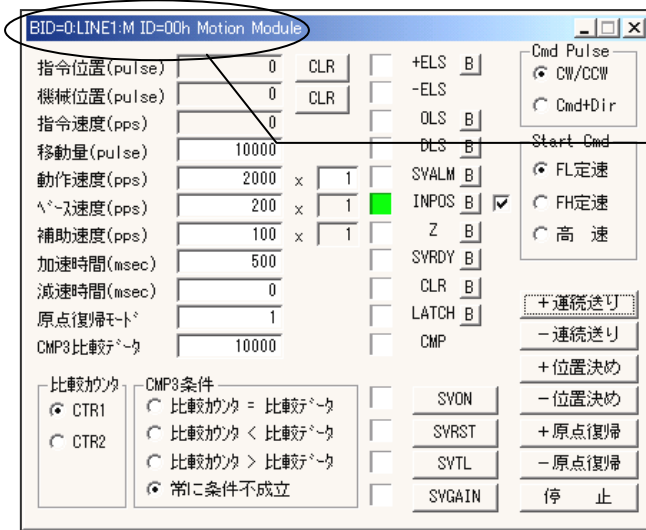 BID=0:LINE1:M ID=00h Motion Module
指令位置(pulse) 0 CLR
機械位置(pulse) 0 CLR
指令速度(pps) 0
移動量(pulse) 10000
動作速度(pps) 2000 × 1
ﾍﾞｰｽ速度(pps) 200 × 1
補助速度(pps) 100 × 1
加速時間(msec) 500
減速時間(msec) 0
原点復帰ﾓｰﾄﾞ 1
CMP3比較ﾃﾞｰﾀ 10000
+ELS B
-ELS
OLS B
DLS B
SVALM B
INPOS B
Z B
SVRDY B
CLR B
LATCH B
CMP
Cmd Pulse
CW/CCW
Cmd+Dir
Start Cmd
FL定速
FH定速
高 速
比較ｶｳﾝﾀ
CTR1
CTR2
CMP3条件
比較ｶｳﾝﾀ = 比較ﾃﾞｰﾀ
比較ｶｳﾝﾀ < 比較ﾃﾞｰﾀ
比較ｶｳﾝﾀ > 比較ﾃﾞｰﾀ
常に条件不成立
SVON
SVRST
SVTL
SVGAIN
+連続送り
-連続送り
+位置決め
-位置決め
+原点復帰
-原点復帰
停 止